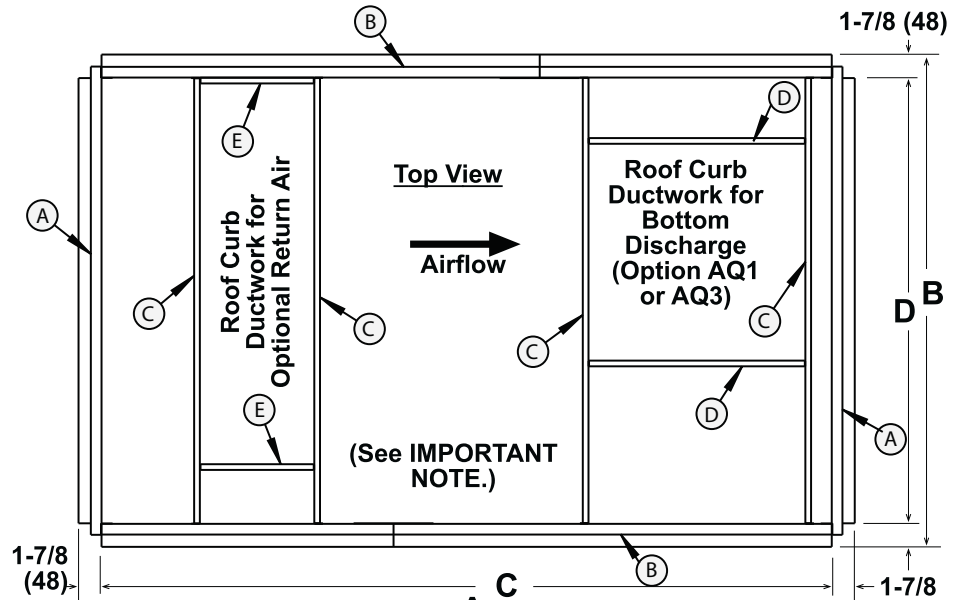 B
1-7/8 (48)
D
E
Top View
Roof Curb
Ductwork for
Bottom
Discharge
(Option AQ1
or AQ3)
Roof Curb
Ductwork for
Optional Return Air
A
Airflow
C
C
C
C
D
B
E
D
A
(See IMPORTANT
NOTE.)
1-7/8
(48)
B
C
1-7/8